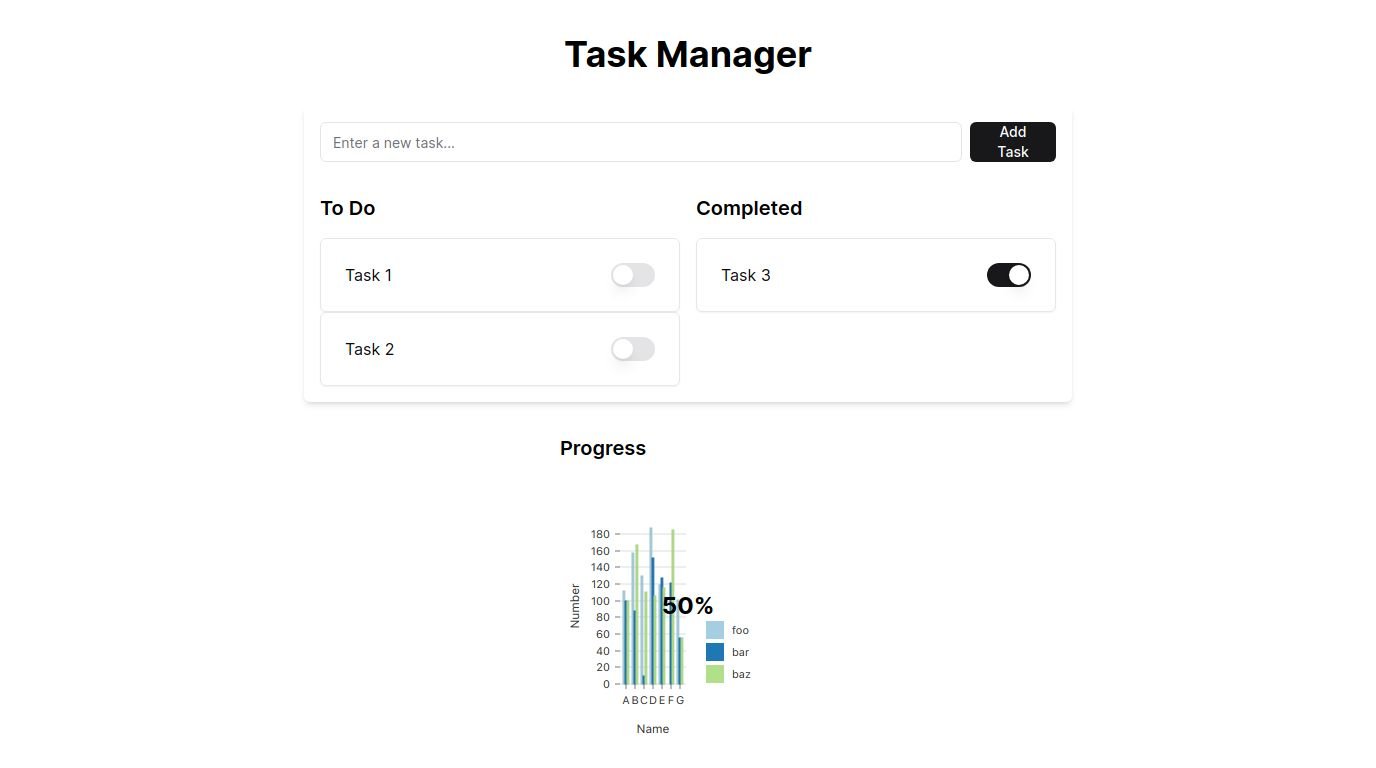 Task Manager
Enter a new task...
Add
Task
To Do
Completed
Task 1
Task 3
Task 2
Progress
180
160
140
120
100
80
60
40
20
0
Number
50%
foo
bar
baz
A B C D E F G
Name